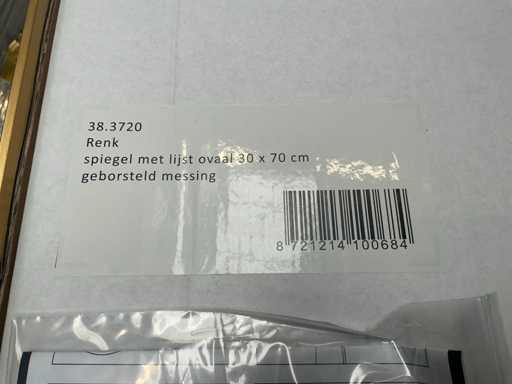 38.3720
Renk
spiegel met lijst ovaal 30 x 70 cm
geborsteld messing
8 721214 100684